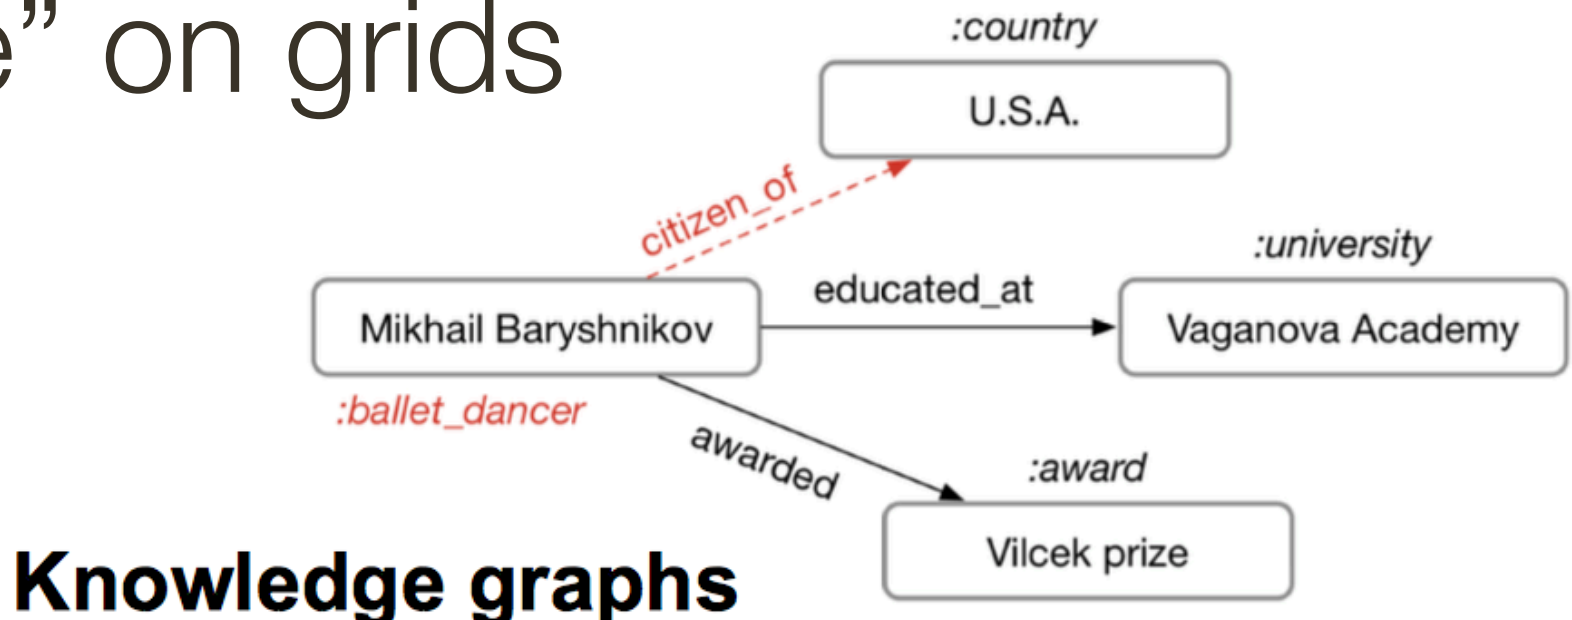 e” on grids
:country
U.S.A.
citizen_of
:university
educated_at
Mikhail Baryshnikov
Vaganova Academy
:ballet_dancer
awarded
:award
Vilcek prize
Knowledge graphs